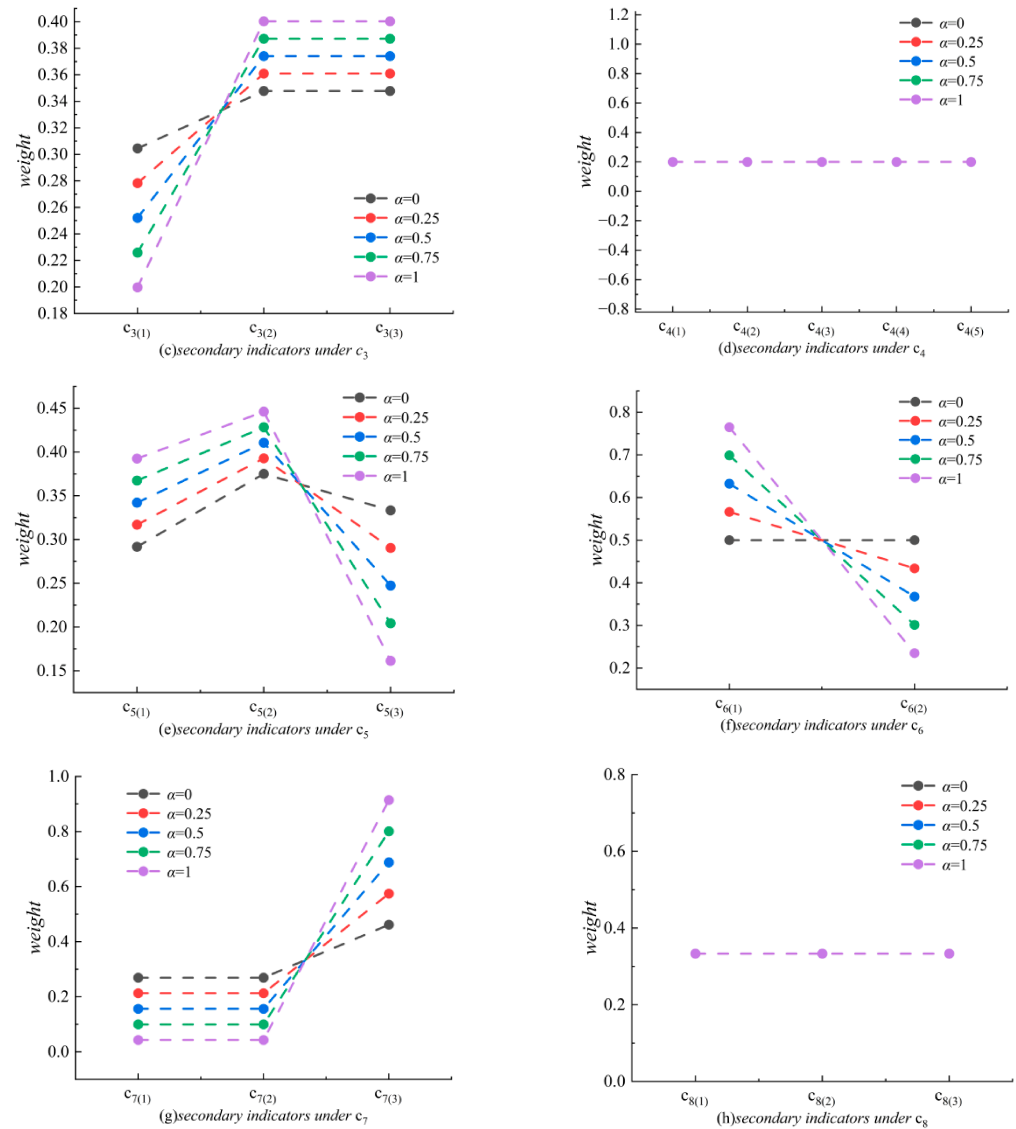 0.40
0.38
0.36
0.34
0.32
0.30
0.28
0.26
0.24
0.22
0.20
0.18
weight
α=0
α=0.25
α=0.5
α=0.75
α=1
c3(1) c3(2) c3(3)
(c)secondary indicators under c3
1.2
1.0
0.8
0.6
0.4
0.2
0.0
−0.2
−0.4
−0.6
−0.8
weight
α=0
α=0.25
α=0.5
α=0.75
α=1
c4(1) c4(2) c4(3) c4(4) c4(5)
(d)secondary indicators under c4
0.45
0.40
0.35
0.30
0.25
0.20
0.15
weight
α=0
α=0.25
α=0.5
α=0.75
α=1
c5(1) c5(2) c5(3)
(e)secondary indicators under c5
0.8
0.7
0.6
0.5
0.4
0.3
0.2
weight
α=0
α=0.25
α=0.5
α=0.75
α=1
c6(1) c6(2)
(f)secondary indicators under c6
1.0
0.8
0.6
0.4
0.2
0.0
weight
α=0
α=0.25
α=0.5
α=0.75
α=1
c7(1) c7(2) c7(3)
(g)secondary indicators under c7
0.8
0.6
0.4
0.2
0.0
weight
α=0
α=0.25
α=0.5
α=0.75
α=1
c8(1) c8(2) c8(3)
(h)secondary indicators under c8